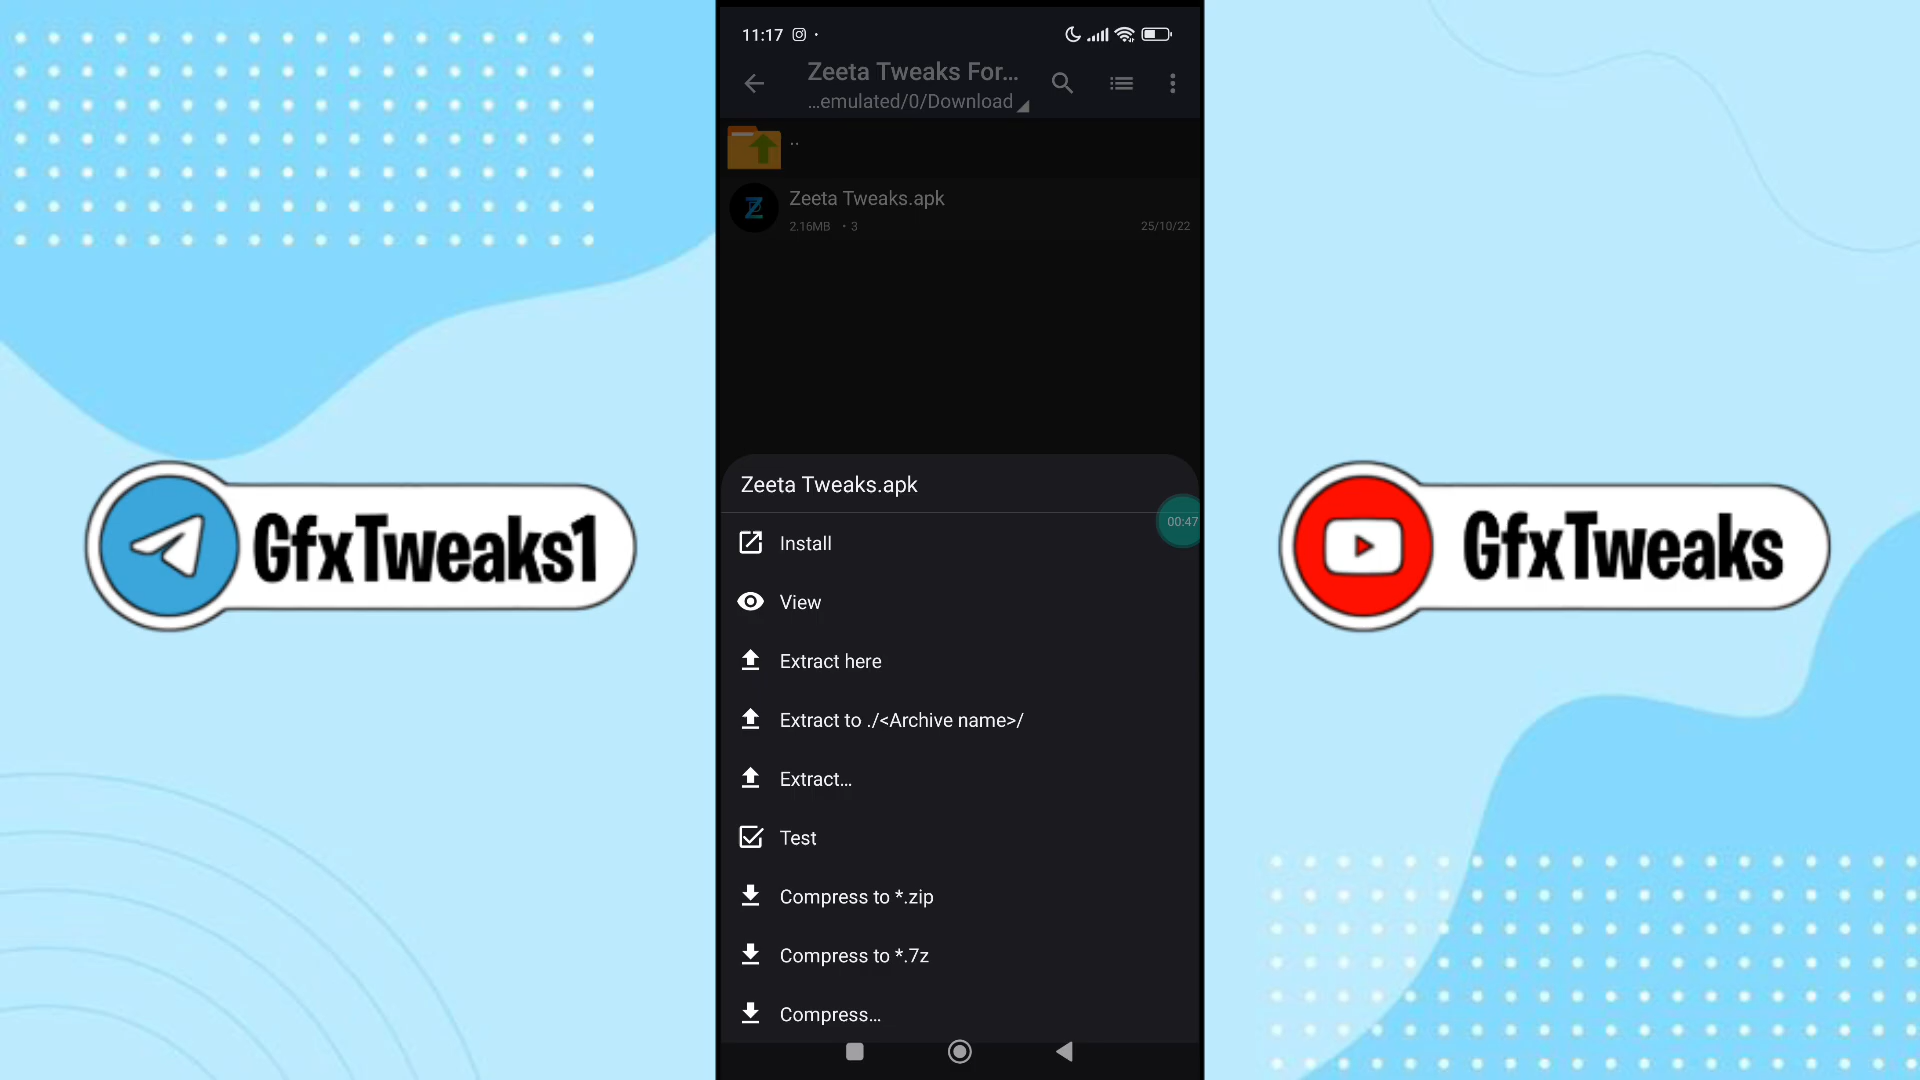 11:17
Zeeta Tweaks For...
...emulated/0/Download
..
Zeeta Tweaks.apk
2.16MB · 3
25/10/22
Zeeta Tweaks.apk
00:47
Install
View
Extract here
Extract to ./<Archive name>/
Extract...
Test
Compress to *.zip
Compress to *.7z
Compress...
GfxTweaks1
GfxTweaks